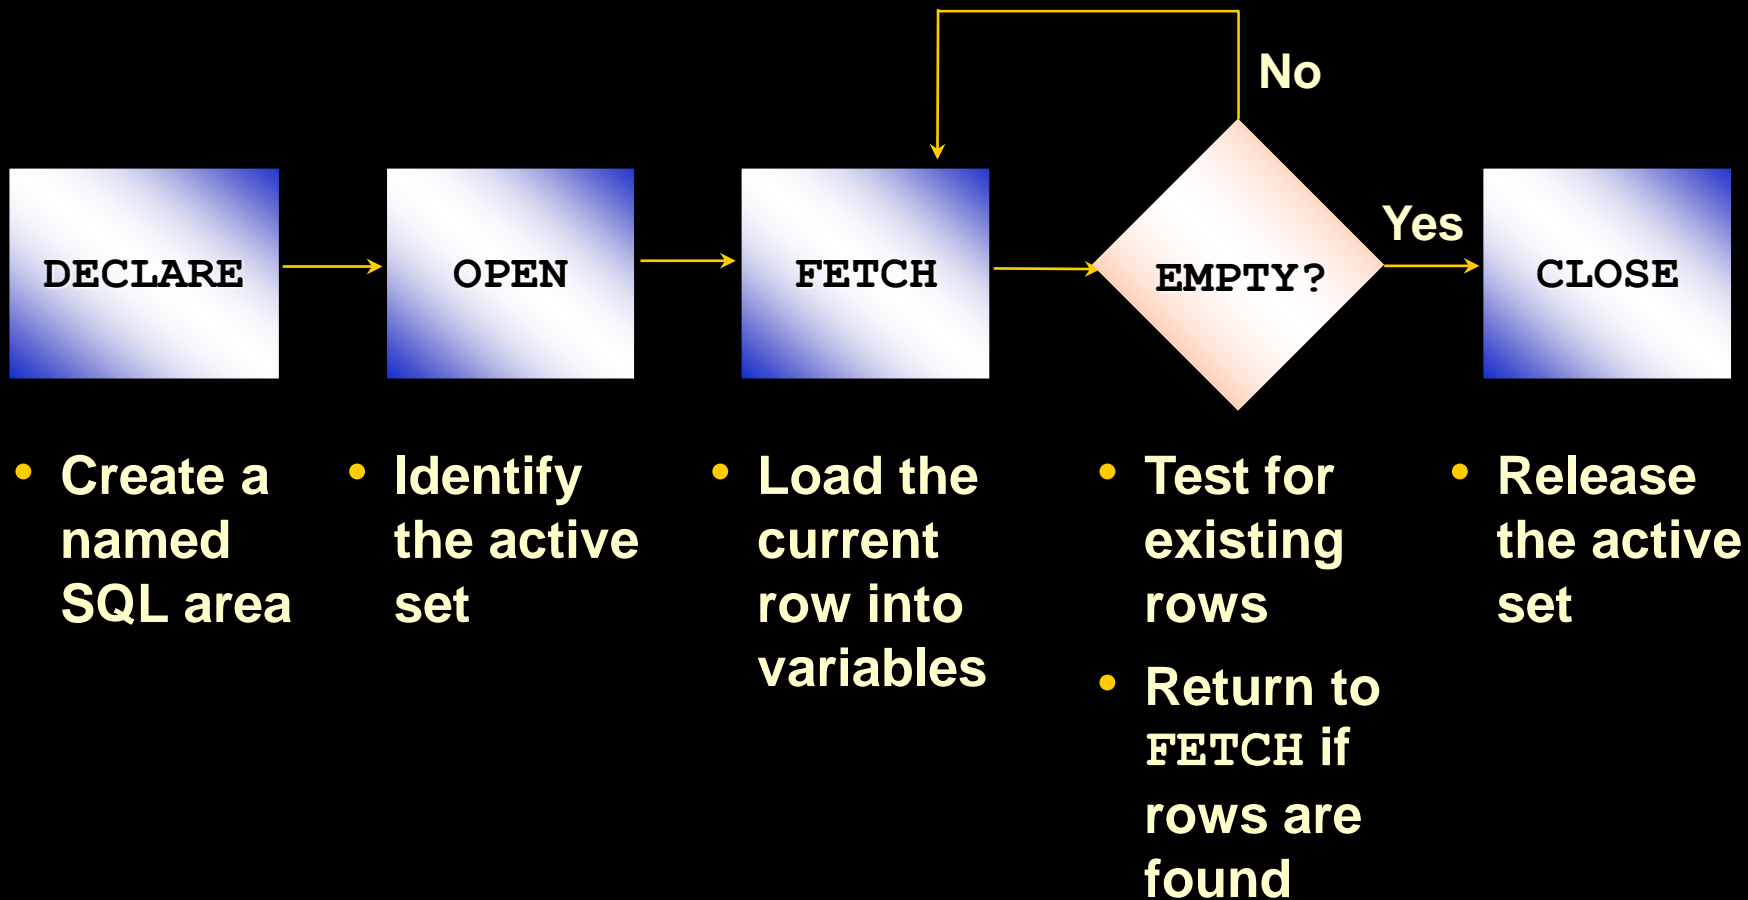 No
Yes
DECLARE
OPEN
FETCH
EMPTY?
CLOSE
• Create a
named
SQL area
• Identify
the active
set
• Load the
current
row into
variables
• Test for
existing
rows
• Return to
FETCH if
rows are
found
• Release
the active
set